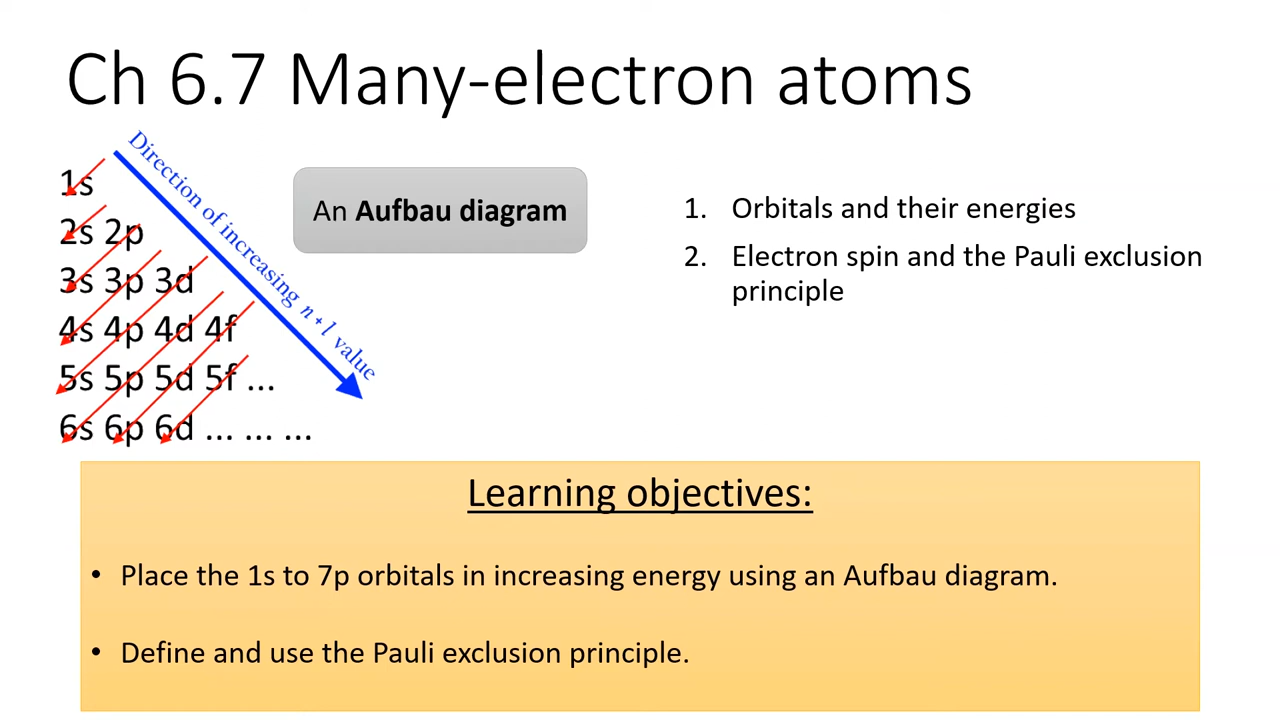 Ch 6.7 Many-electron atoms
Direction of increasing n + l value
1s
2s 2p
3s 3p 3d
4s 4p 4d 4f
5s 5p 5d 5f ...
6s 6p 6d ... ... ...
An Aufbau diagram
1. Orbitals and their energies
2. Electron spin and the Pauli exclusion
principle
Learning objectives:
• Place the 1s to 7p orbitals in increasing energy using an Aufbau diagram.
• Define and use the Pauli exclusion principle.